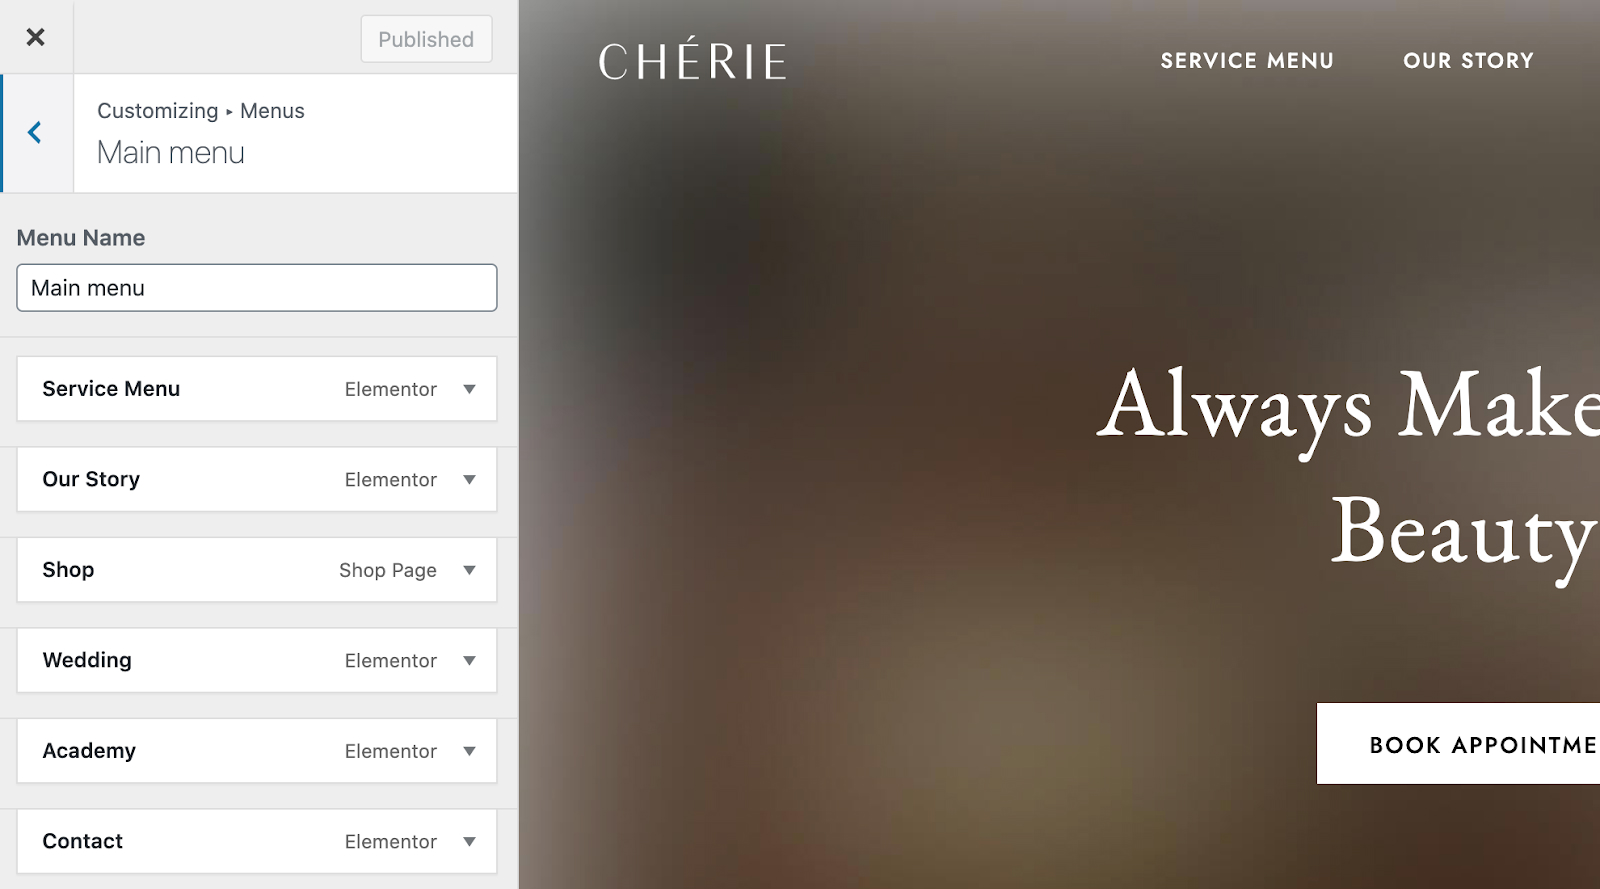 Published
Customizing ▸ Menus
Main menu
Menu Name
Main menu
Service Menu Elementor
Our Story Elementor
Shop Shop Page
Wedding Elementor
Academy Elementor
Contact Elementor
CHÉRIE
SERVICE MENU OUR STORY
Always Make
Beauty
BOOK APPOINTME